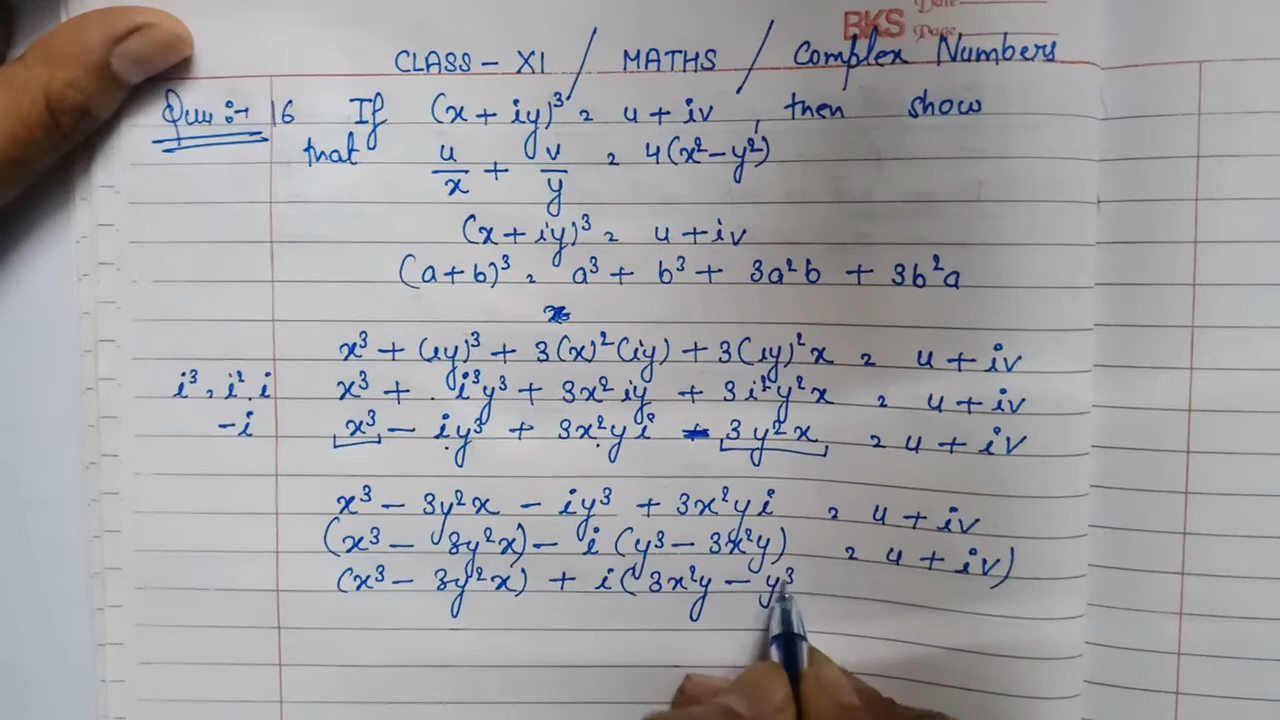 BKS Date
Page
CLASS - XI / MATHS / Complex Numbers
Que :- 16 If (x + iy)³ = u + iv, then show
that u/x + v/y = 4(x² - y²)
(x + iy)³ = u + iv
(a + b)³ = a³ + b³ + 3a²b + 3b²a
x³ + (iy)³ + 3(x)²(iy) + 3(iy)²x = u + iv
i³ = i². i x³ + i³y³ + 3x²iy + 3i²y²x = u + iv
-i x³ - iy³ + 3x²yi - 3y²x = u + iv
x³ - 3y²x - iy³ + 3x²yi = u + iv
(x³ - 3y²x) - i (y³ - 3x²y) = u + iv)
(x³ - 3y²x) + i (3x²y - y³